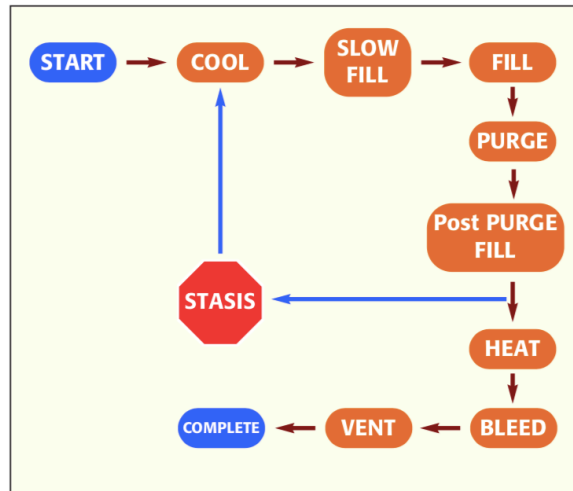 START
COOL
SLOW
FILL
FILL
PURGE
Post PURGE
FILL
STASIS
HEAT
COMPLETE
VENT
BLEED